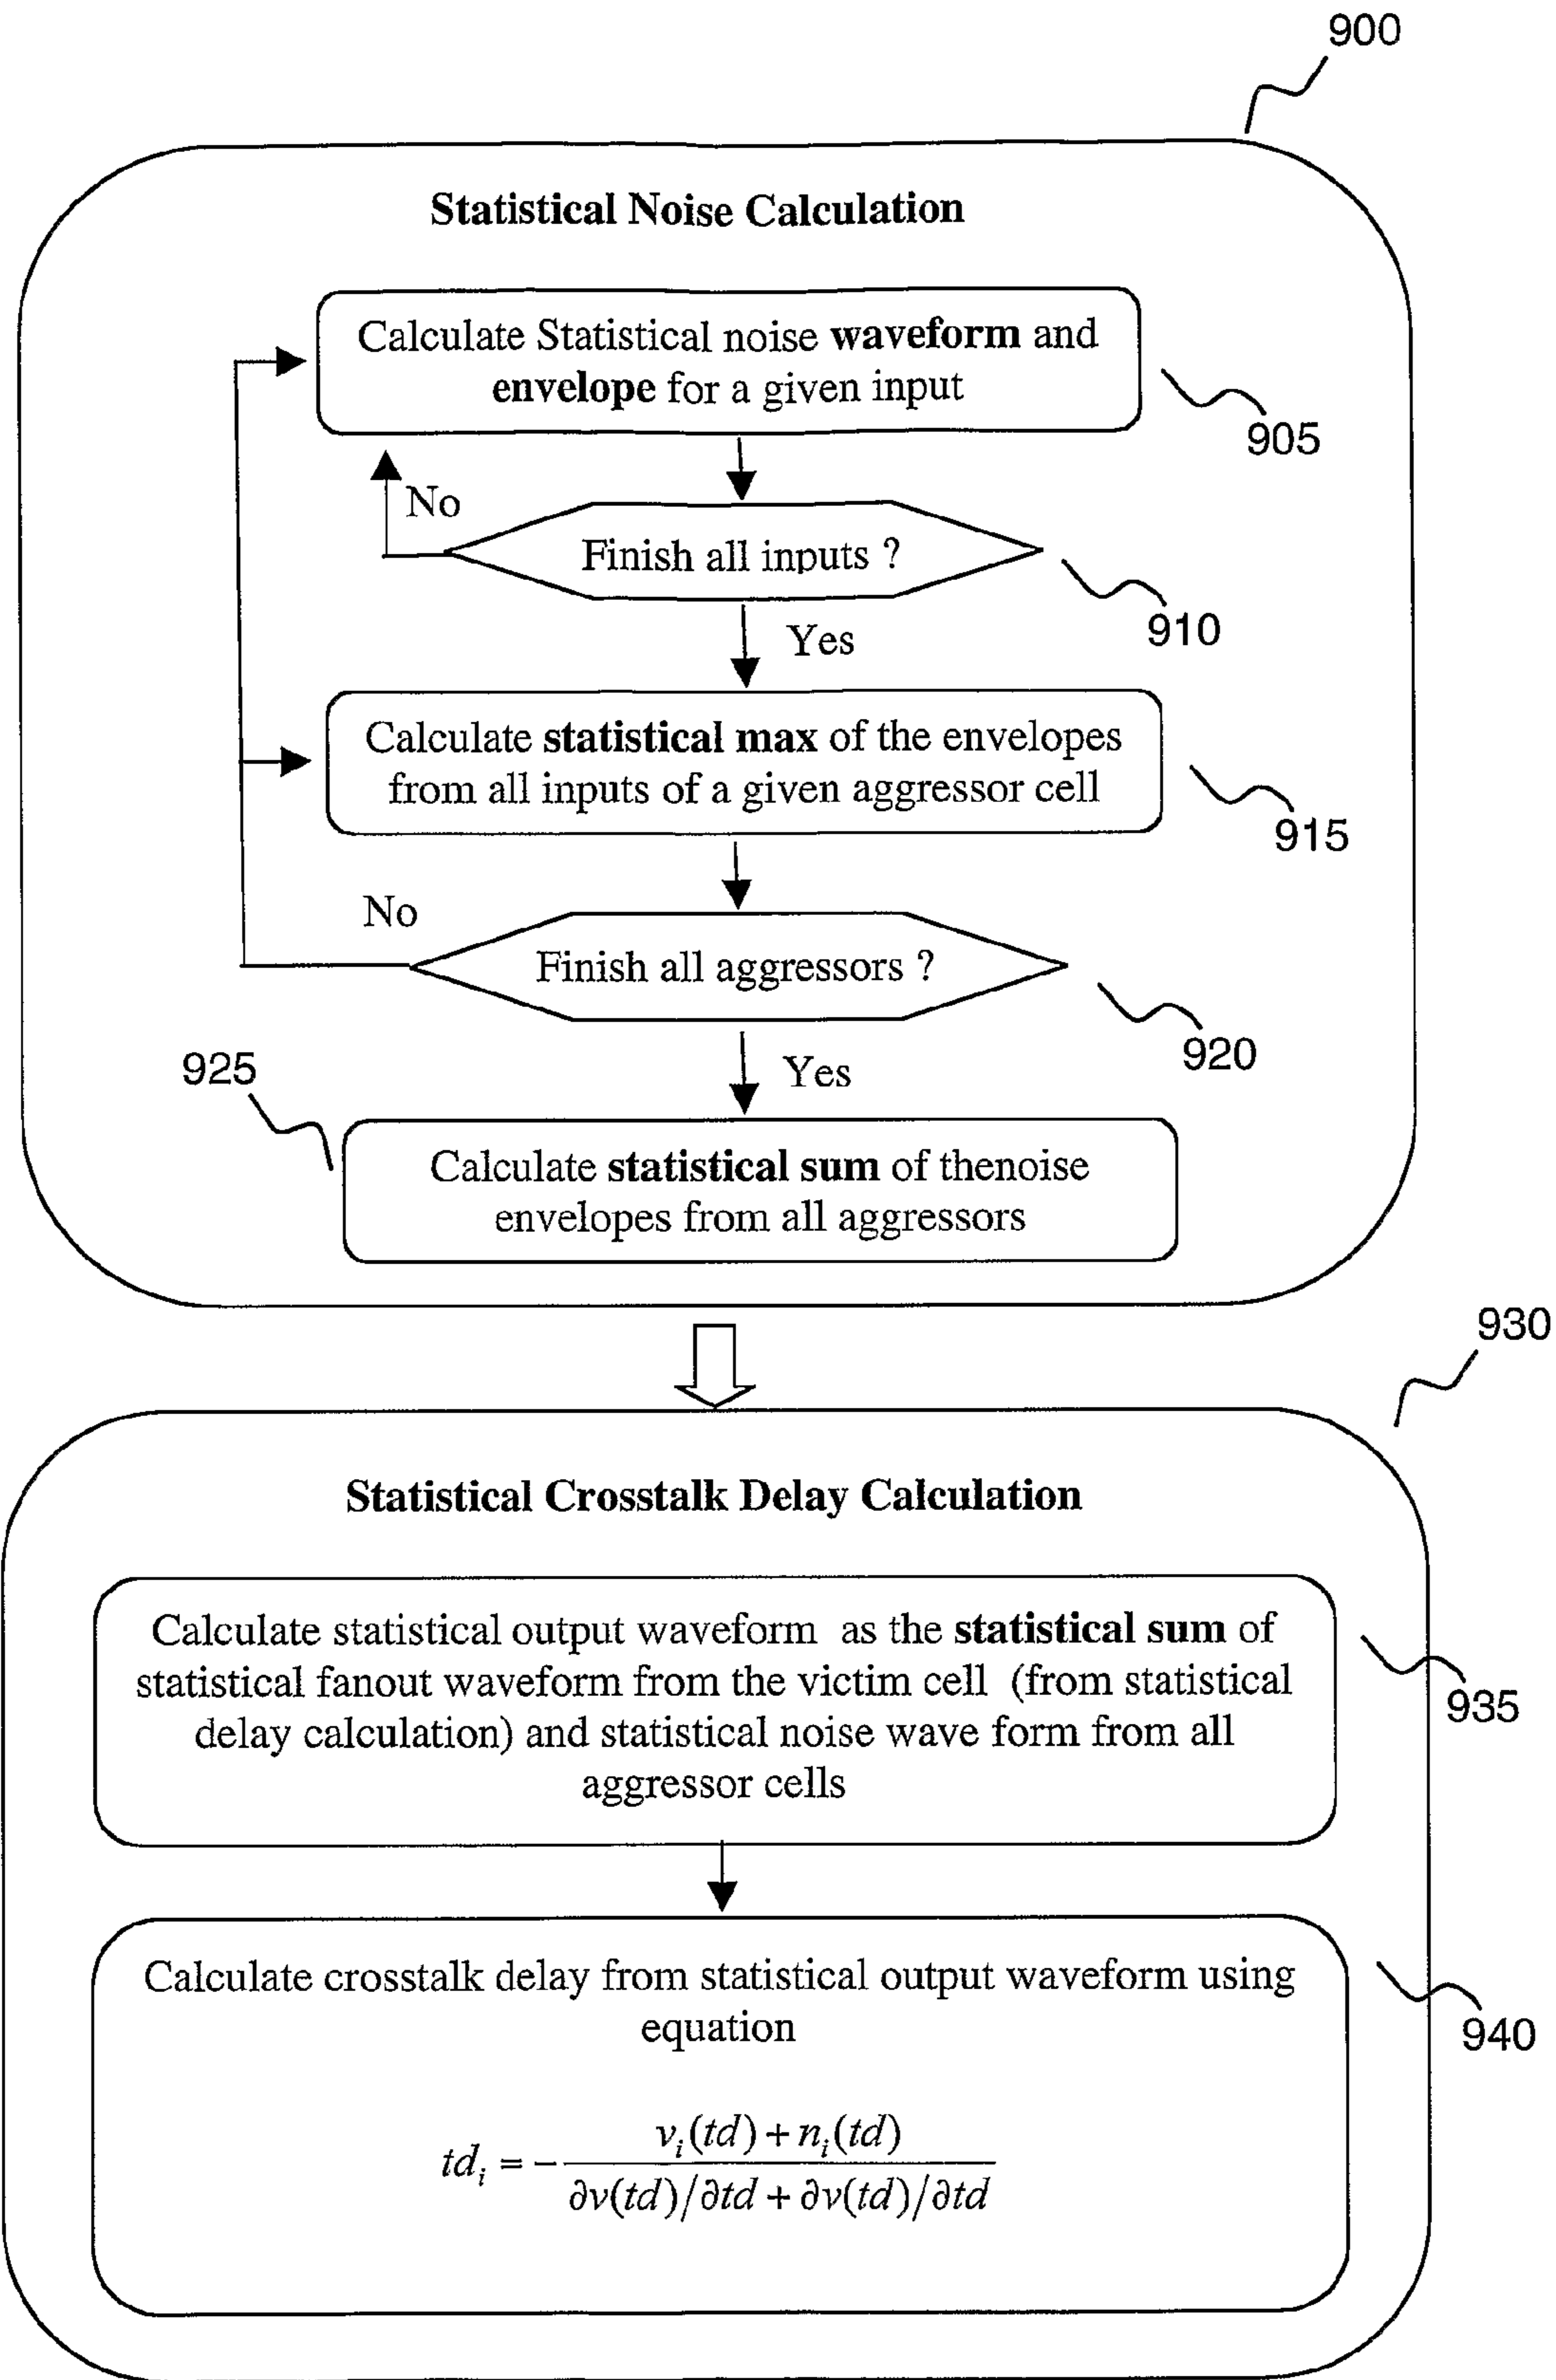 900
Statistical Noise Calculation
Calculate Statistical noise waveform and
envelope for a given input
905
No
Finish all inputs ?
910
Yes
Calculate statistical max of the envelopes
from all inputs of a given aggressor cell
915
No
Finish all aggressors ?
920
925
Yes
Calculate statistical sum of thenoise
envelopes from all aggressors
930
Statistical Crosstalk Delay Calculation
Calculate statistical output waveform as the statistical sum of
statistical fanout waveform from the victim cell (from statistical
delay calculation) and statistical noise wave form from all
aggressor cells
935
Calculate crosstalk delay from statistical output waveform using
equation
940
td_i = - \frac{v_i(td) + n_i(td)}{∂v(td)/∂td + ∂v(td)/∂td}